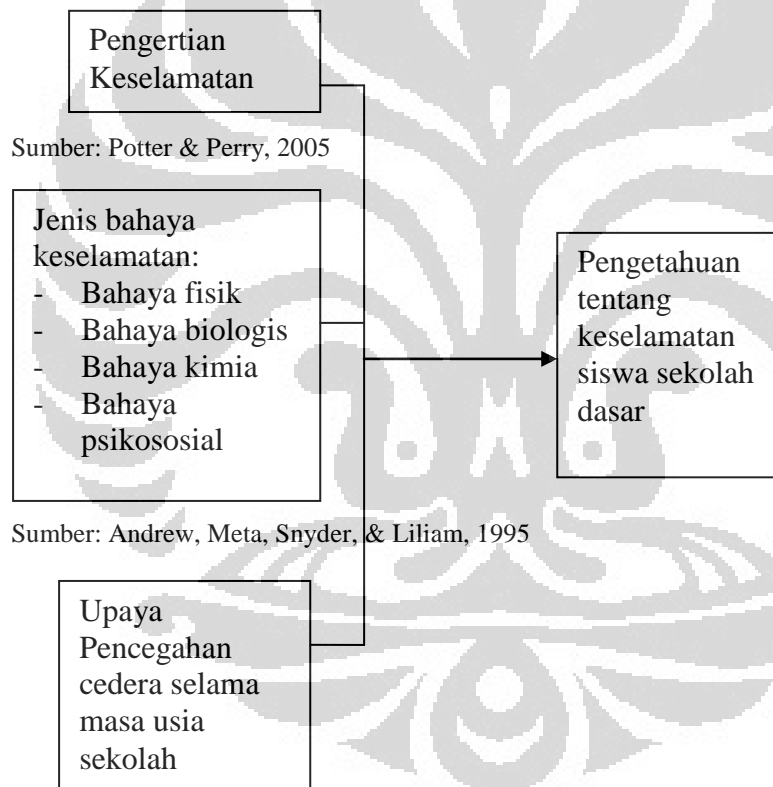 Pengertian
Keselamatan
Sumber: Potter & Perry, 2005
Jenis bahaya
keselamatan:
- Bahaya fisik
- Bahaya biologis
- Bahaya kimia
- Bahaya
psikososial
Sumber: Andrew, Meta, Snyder, & Liliam, 1995
Upaya
Pencegahan
cedera selama
masa usia
sekolah
Pengetahuan
tentang
keselamatan
siswa sekolah
dasar